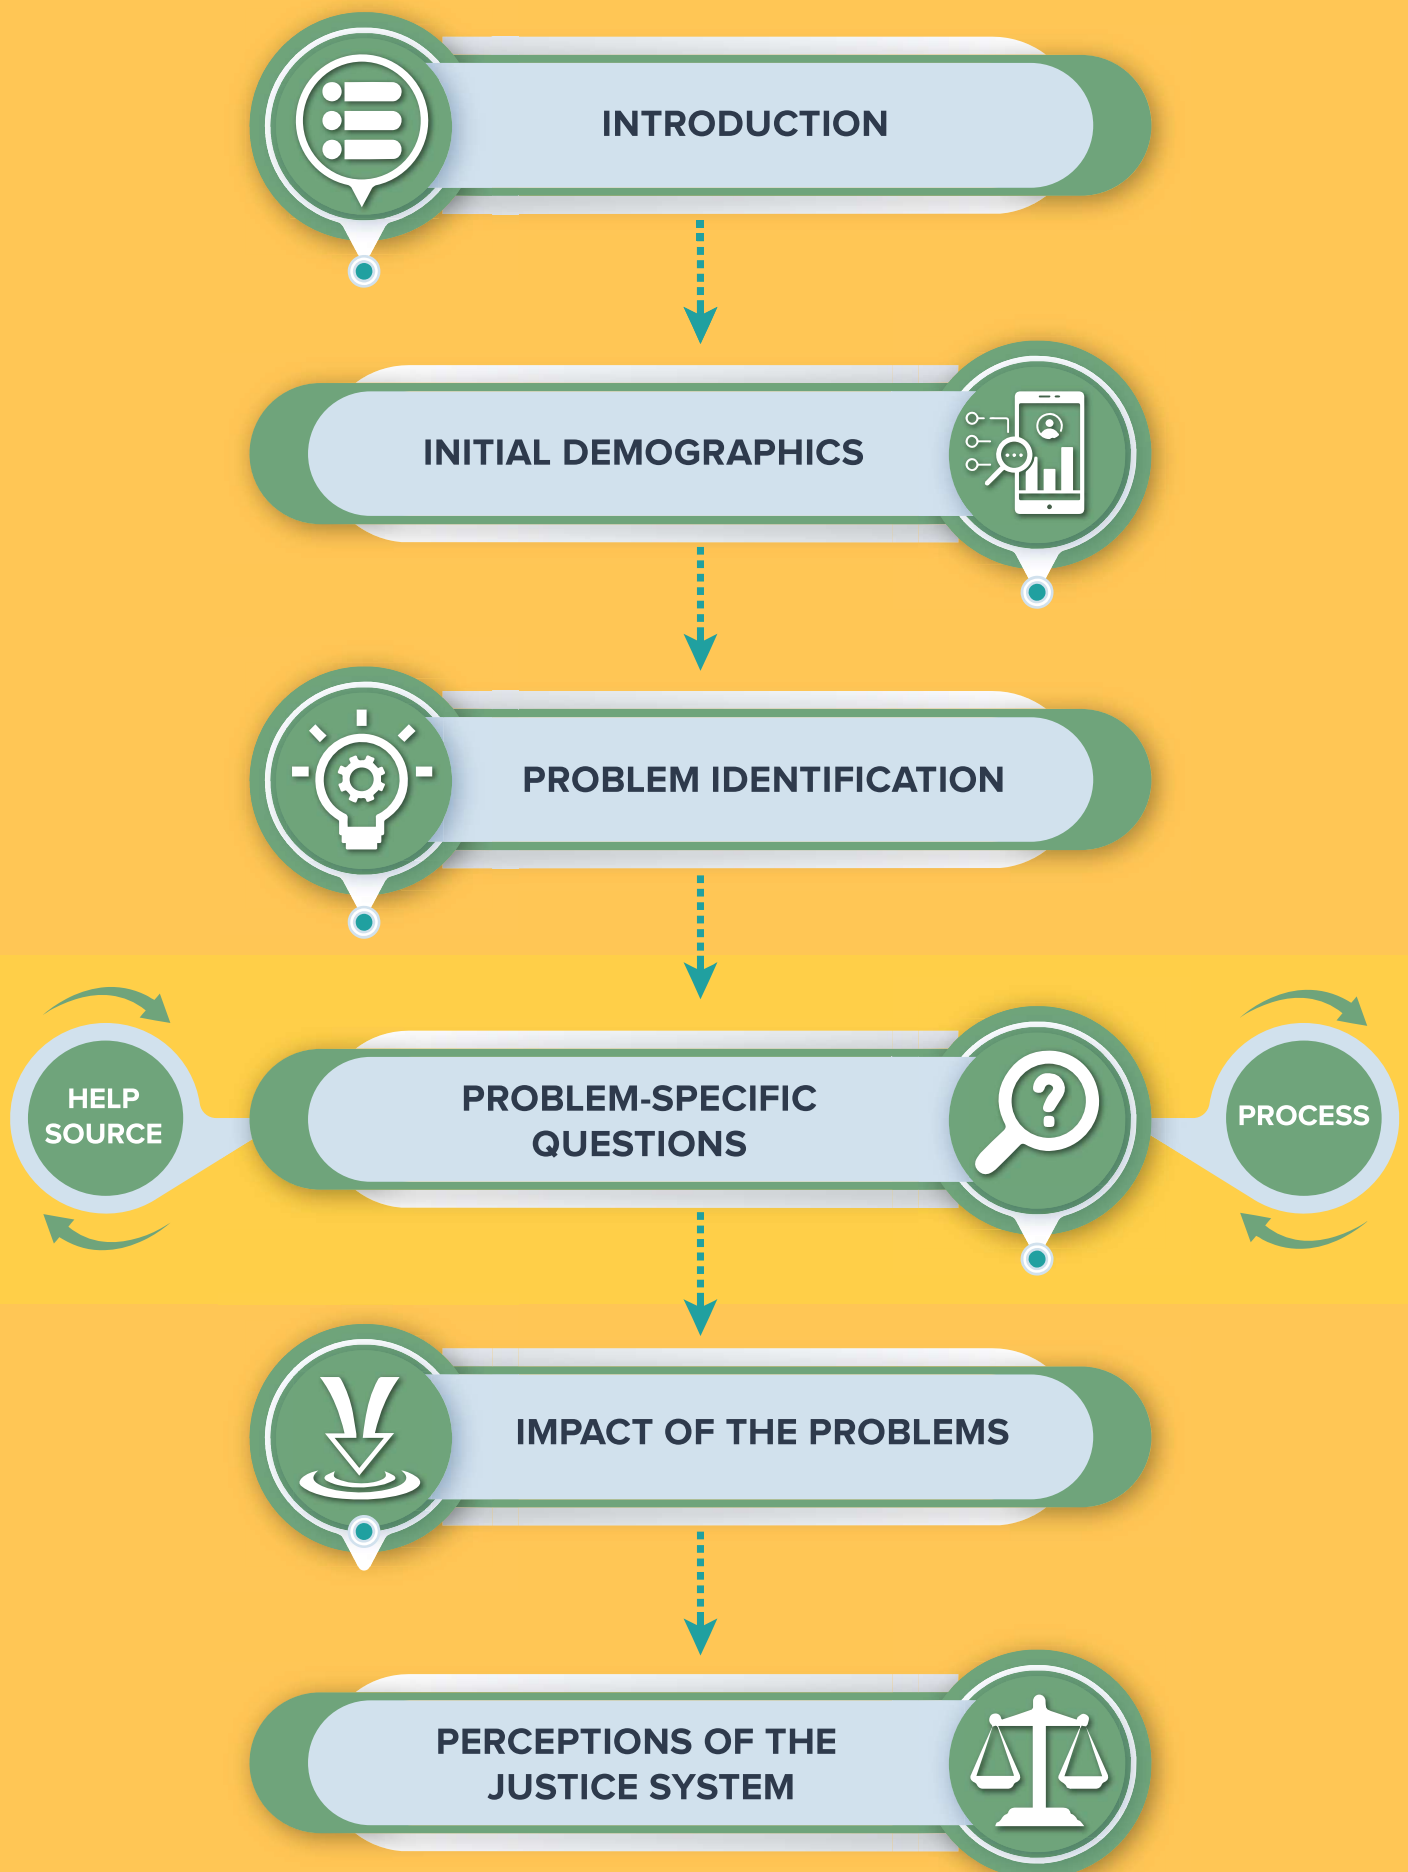 INTRODUCTION
INITIAL DEMOGRAPHICS
PROBLEM IDENTIFICATION
HELP
SOURCE
PROBLEM-SPECIFIC
QUESTIONS
?
PROCESS
IMPACT OF THE PROBLEMS
PERCEPTIONS OF THE
JUSTICE SYSTEM